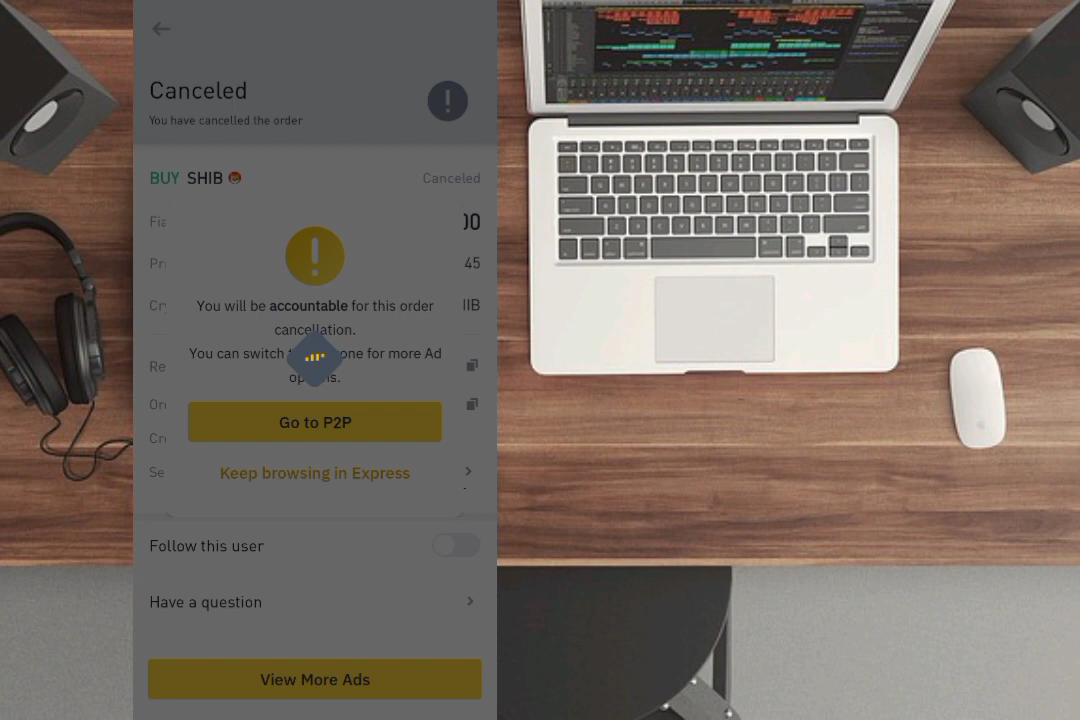 Canceled
You have cancelled the order
BUY SHIB
Canceled
45
You will be accountable for this order
cancellation.
You can switch for more Ad
Go to P2P
Keep browsing in Express
Follow this user
Have a question
View More Ads